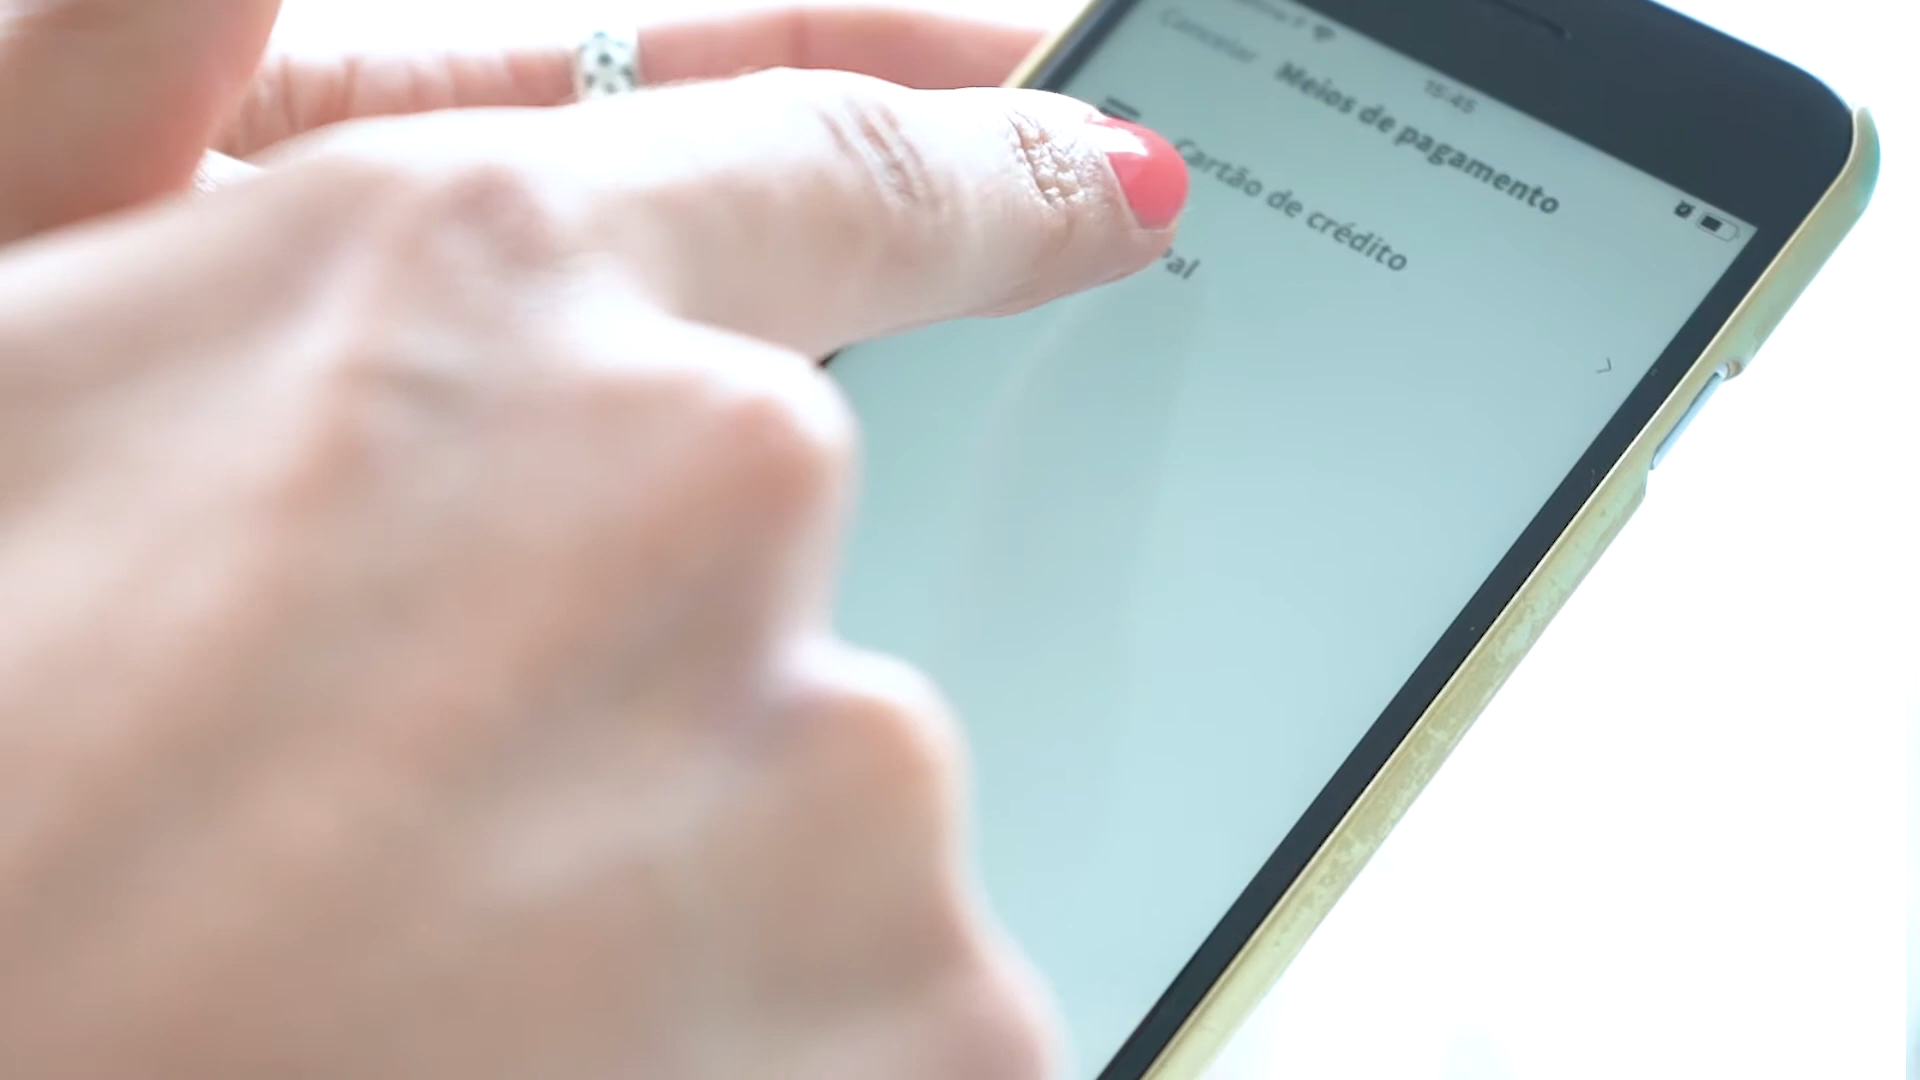 15:45
Cancelar
Meios de pagamento
Cartão de crédito
Pal